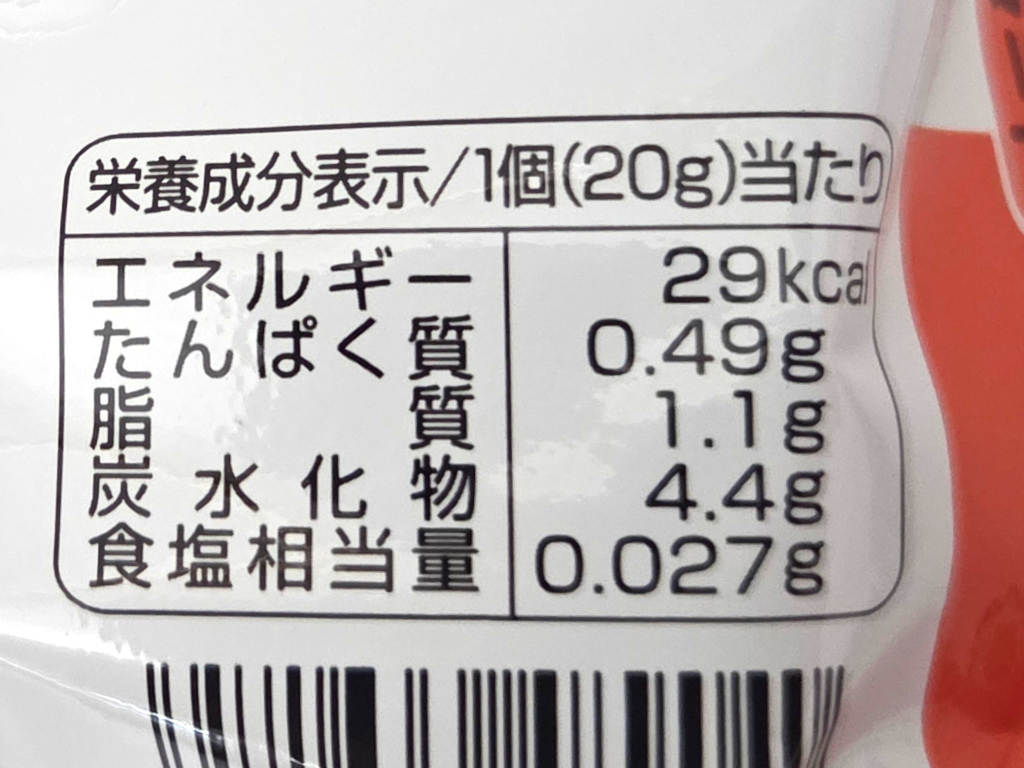 栄養成分表示/1個(20g)当たり
エネルギー 29kcal
たんぱく質 0.49g
脂質 1.1g
炭水化物 4.4g
食塩相当量 0.027g